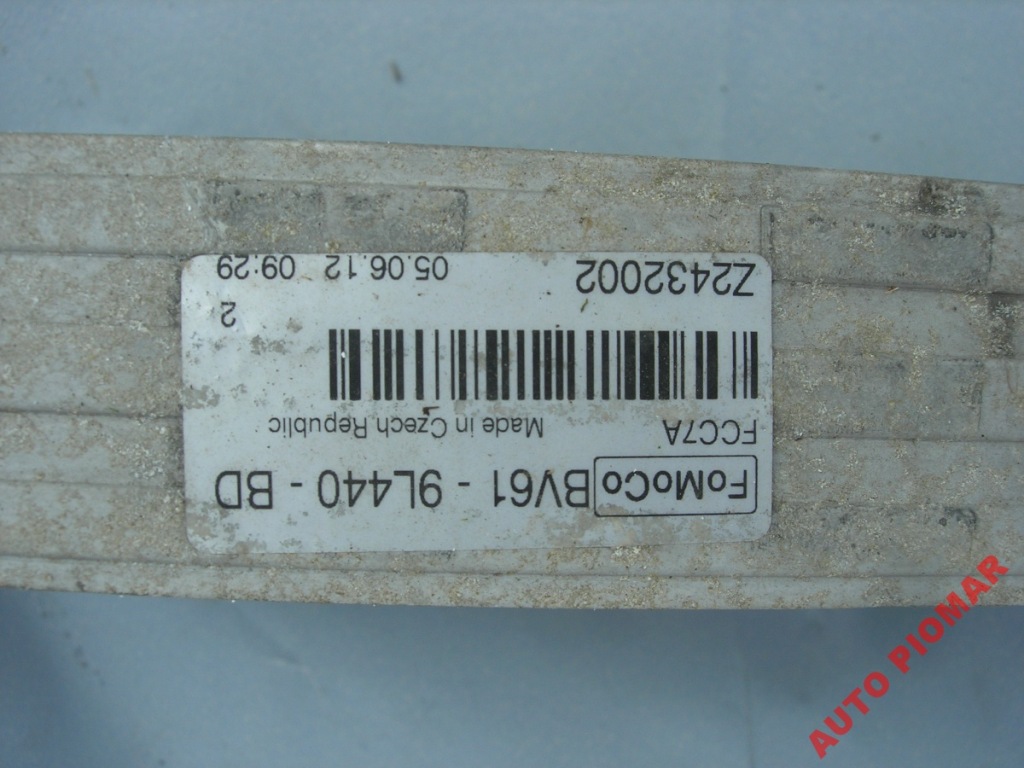 FoMoCo BV61 - 9L440 - BD
FCC7A Made in Czech Republic
2
Z2432002 05.06.12 09:29
AUTO PIOMAR